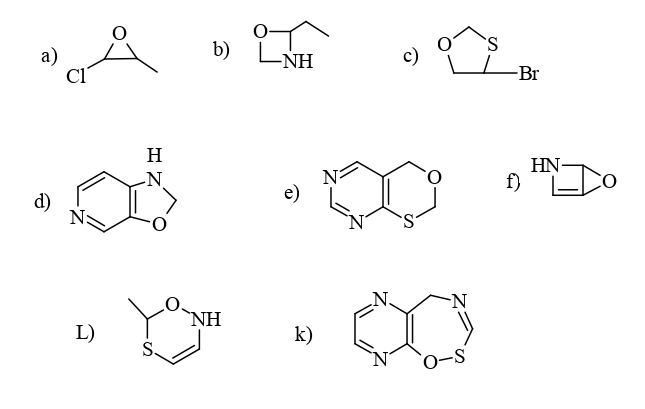 a) O Cl
b) O NH
c) O S Br
d) H N N O
e) N N O S
f) HN O
L) O NH S
k) N N N O S